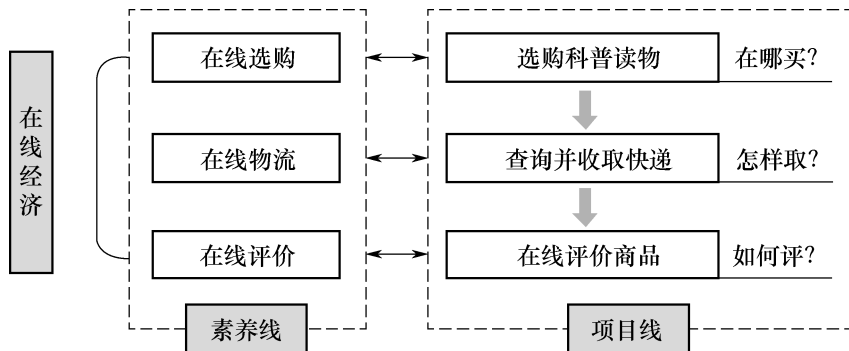 在线经济
在线选购
选购科普读物
在哪买?
在线物流
查询并收取快递
怎样取?
在线评价
在线评价商品
如何评?
素养线
项目线